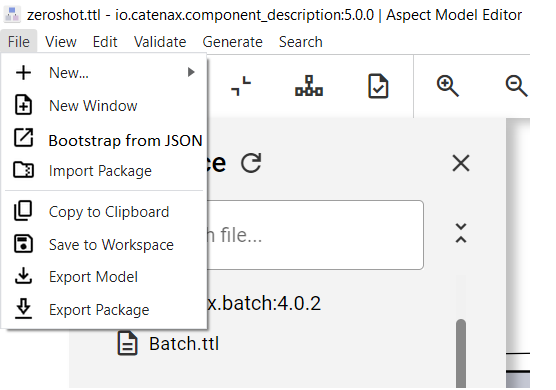 zeroshot.ttl - io.catenax.component_description:5.0.0 | Aspect Model Editor
File View Edit Validate Generate Search
New...
New Window
Bootstrap from JSON
Import Package
Copy to Clipboard
Save to Workspace
Export Model
Export Package
file...
x.batch:4.0.2
Batch.ttl